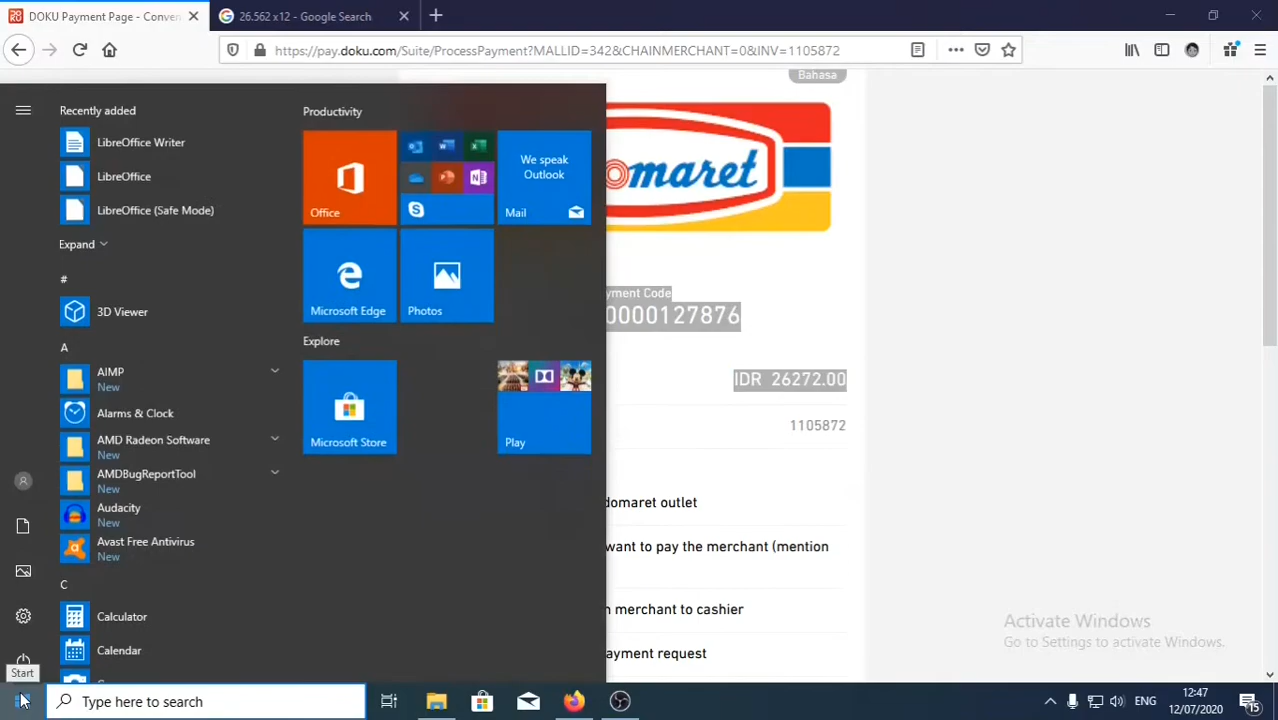 DOKU Payment Page - Conven
26.562 x12 - Google Search
https://pay.doku.com/Suite/ProcessPayment?MALLID=342&CHAINMERCHANT=0&INV=1105872
Bahasa
Recently added
LibreOffice Writer
LibreOffice
LibreOffice (Safe Mode)
Expand
#
3D Viewer
A
AIMP
New
Alarms & Clock
AMD Radeon Software
New
AMDBugReportTool
New
Audacity
New
Avast Free Antivirus
New
C
Calculator
Calendar
Productivity
Office
We speak
Outlook
Mail
Microsoft Edge
Photos
Explore
Microsoft Store
Play
domaret
yment Code
0000127876
IDR 26272.00
1105872
domaret outlet
want to pay the merchant (mention
n merchant to cashier
ayment request
Activate Windows
Go to Settings to activate Windows.
Start
Type here to search
ENG
12:47
12/07/2020
15